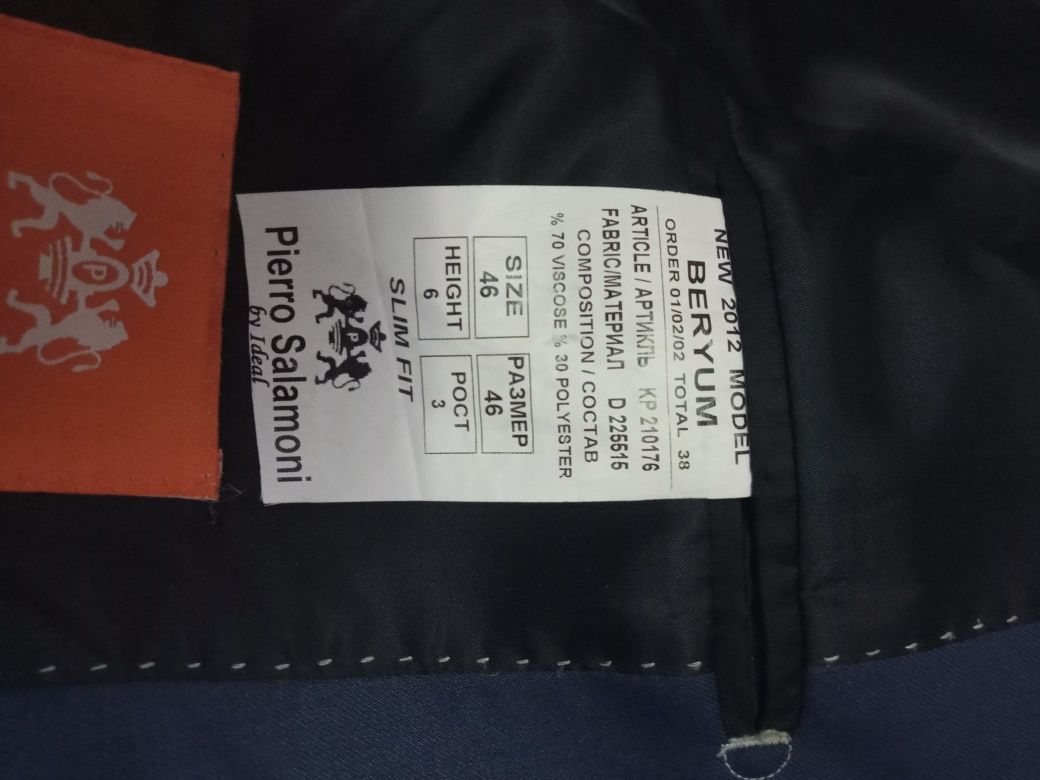 NEW 2012 MODEL
BERYUM
ORDER 01/02/02 TOTAL 38
ARTICLE / АРТИКЛЬ KP 210176
FABRIC/МАТЕРИАЛ D 225515
COMPOSITION / СОСТАВ
% 70 VISCOSE % 30 POLYESTER
SIZE РАЗМЕР
46 46
HEIGHT РОСТ
6 3
SLIM FIT
P
Pierro Salamoni
by Ideal
P